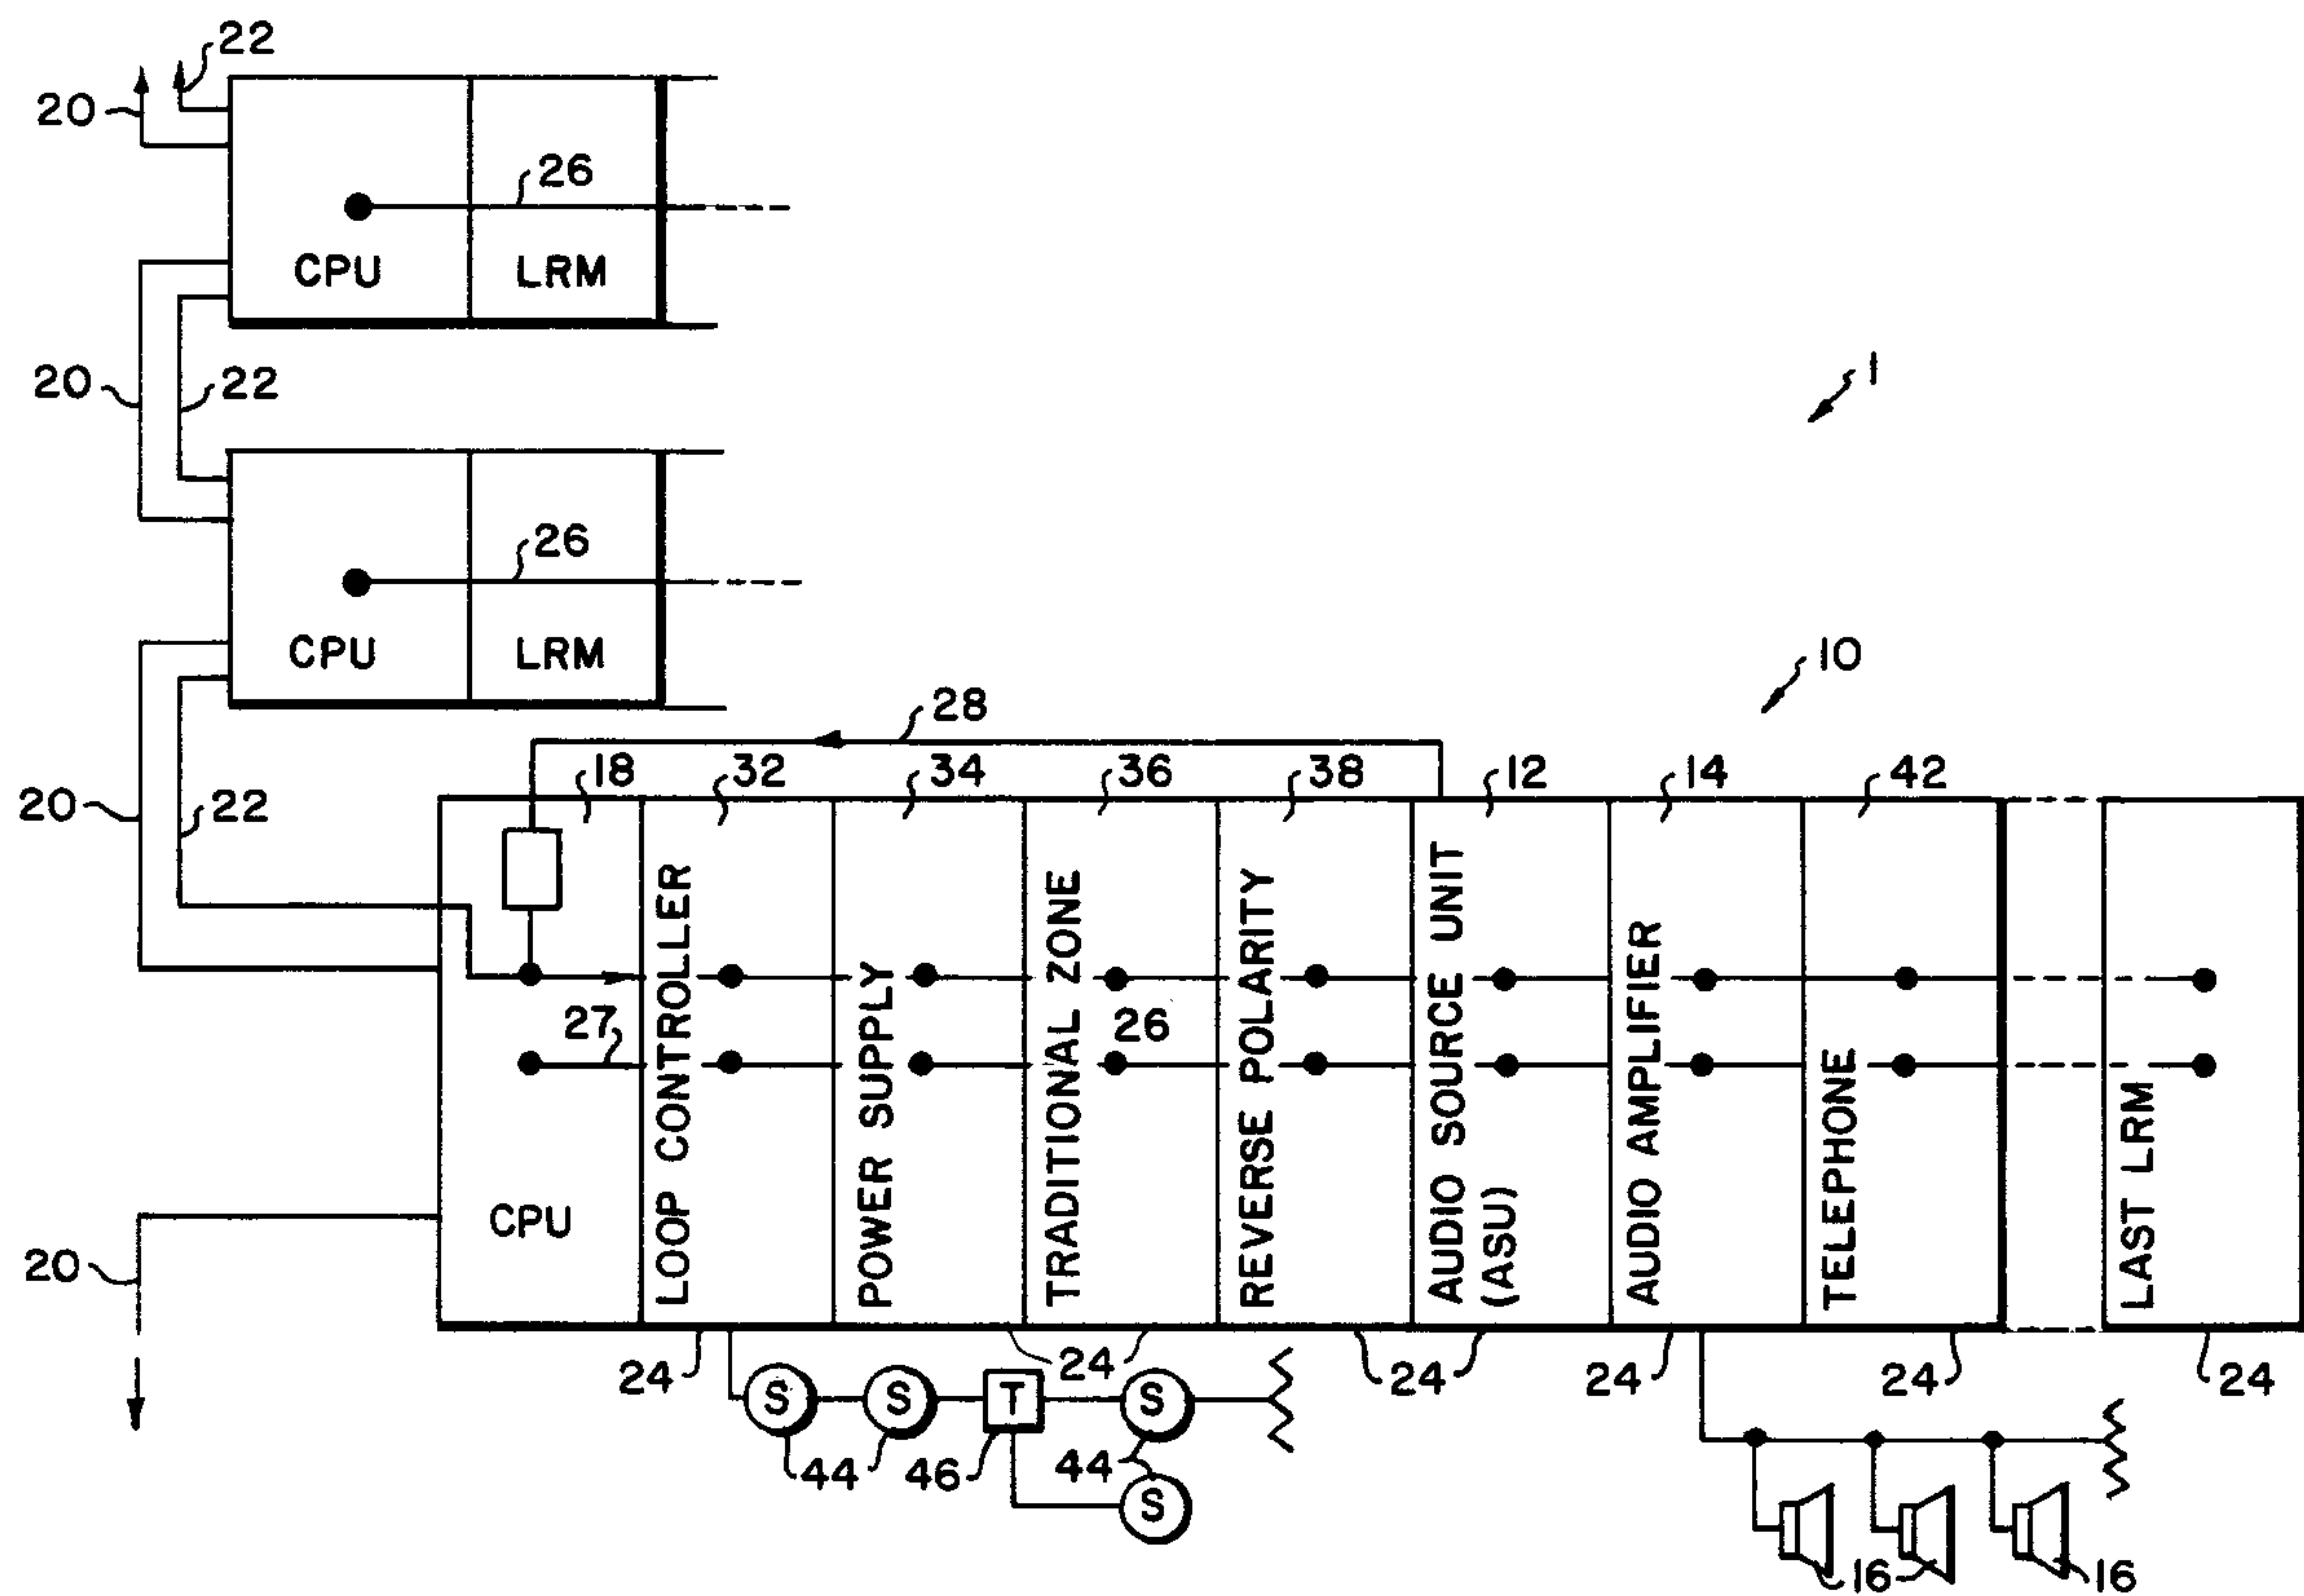 22
20
26
CPU
LRM
20
22
1
26
CPU
LRM
10
28
18
32
34
36
38
12
14
42
20
22
LOOP CONTROLLER
POWER SUPPLY
TRADITIONAL ZONE
REVERSE POLARITY
AUDIO SOURCE UNIT
(ASU)
AUDIO AMPLIFIER
TELEPHONE
LAST LRM
27
26
CPU
20
24
24
24
24
24
24
S
S
T
S
44
46
44
S
16
16